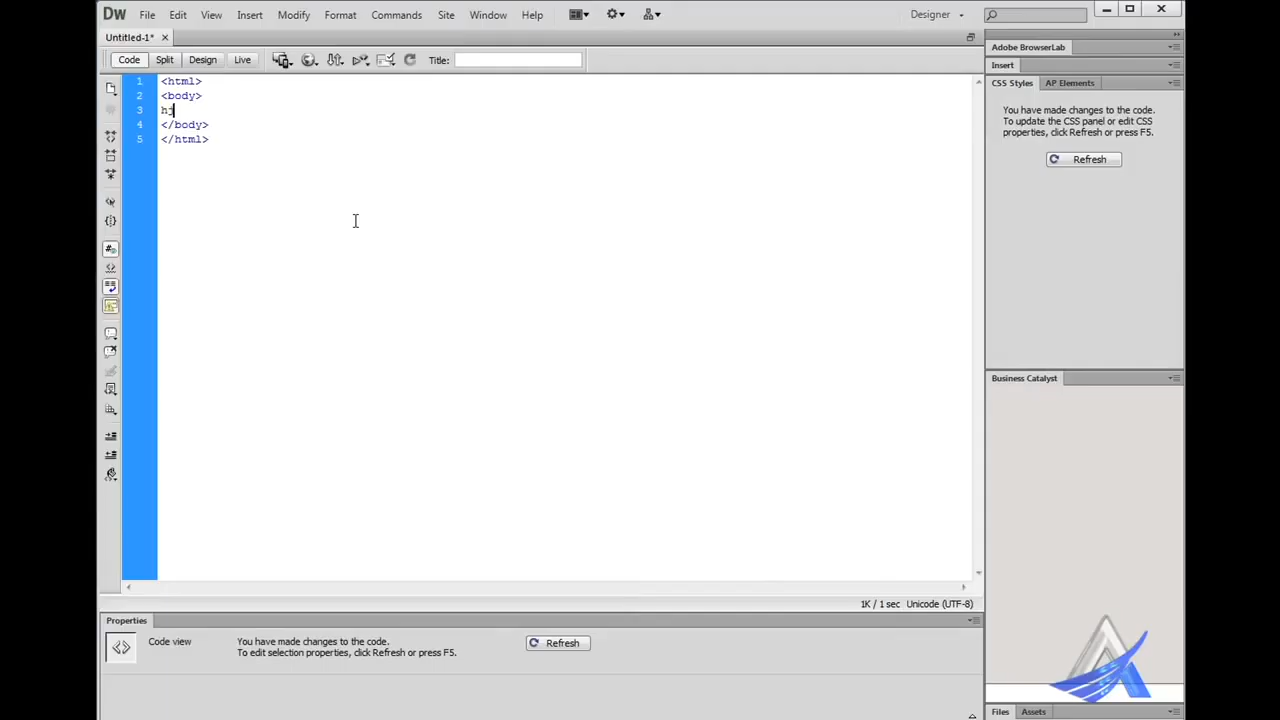 Dw File Edit View Insert Modify Format Commands Site Window Help Designer
Untitled-1*
Code Split Design Live Title:
1 <html>
2 <body>
3 hj
4 </body>
5 </html>
1K / 1 sec Unicode (UTF-8)
Properties
Code view
You have made changes to the code.
To edit selection properties, click Refresh or press F5.
Refresh
Adobe BrowserLab
Insert
CSS Styles AP Elements
You have made changes to the code.
To update the CSS panel or edit CSS
properties, click Refresh or press F5.
Refresh
Business Catalyst
Files Assets